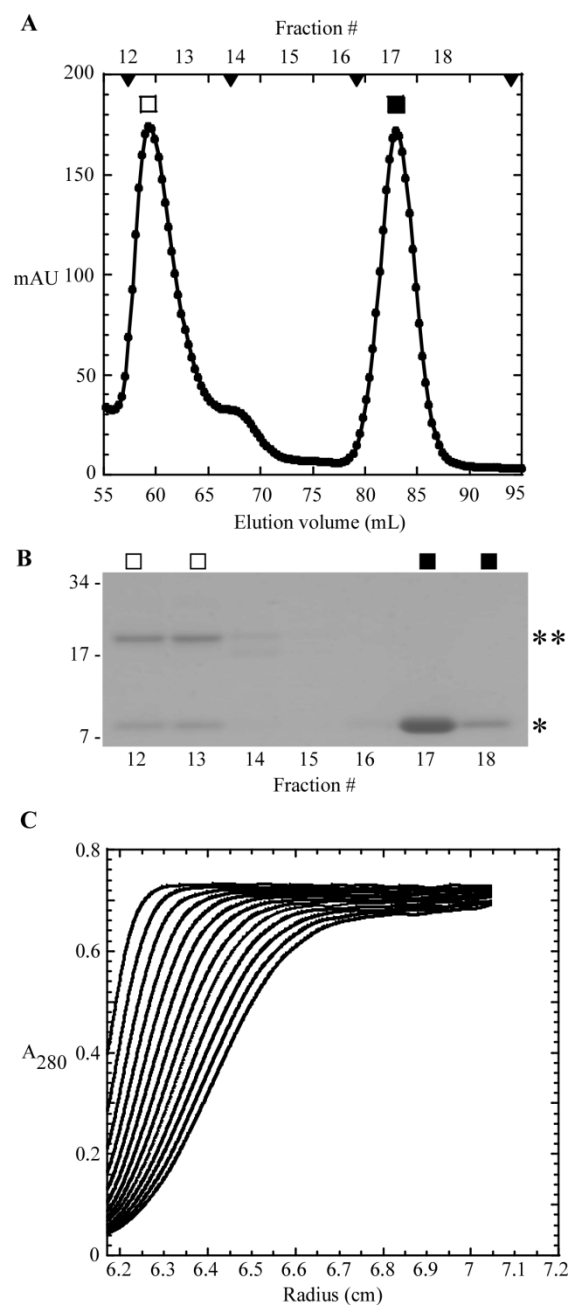 A
Fraction #
12 13 14 15 16 17 18
200
150
mAU
100
50
0
55 60 65 70 75 80 85 90 95
Elution volume (mL)
B
34 -
**
17 -
*
7 -
12 13 14 15 16 17 18
Fraction #
C
0.8
0.6
A280
0.4
0.2
0
6.2 6.3 6.4 6.5 6.6 6.7 6.8 6.9 7 7.1 7.2
Radius (cm)